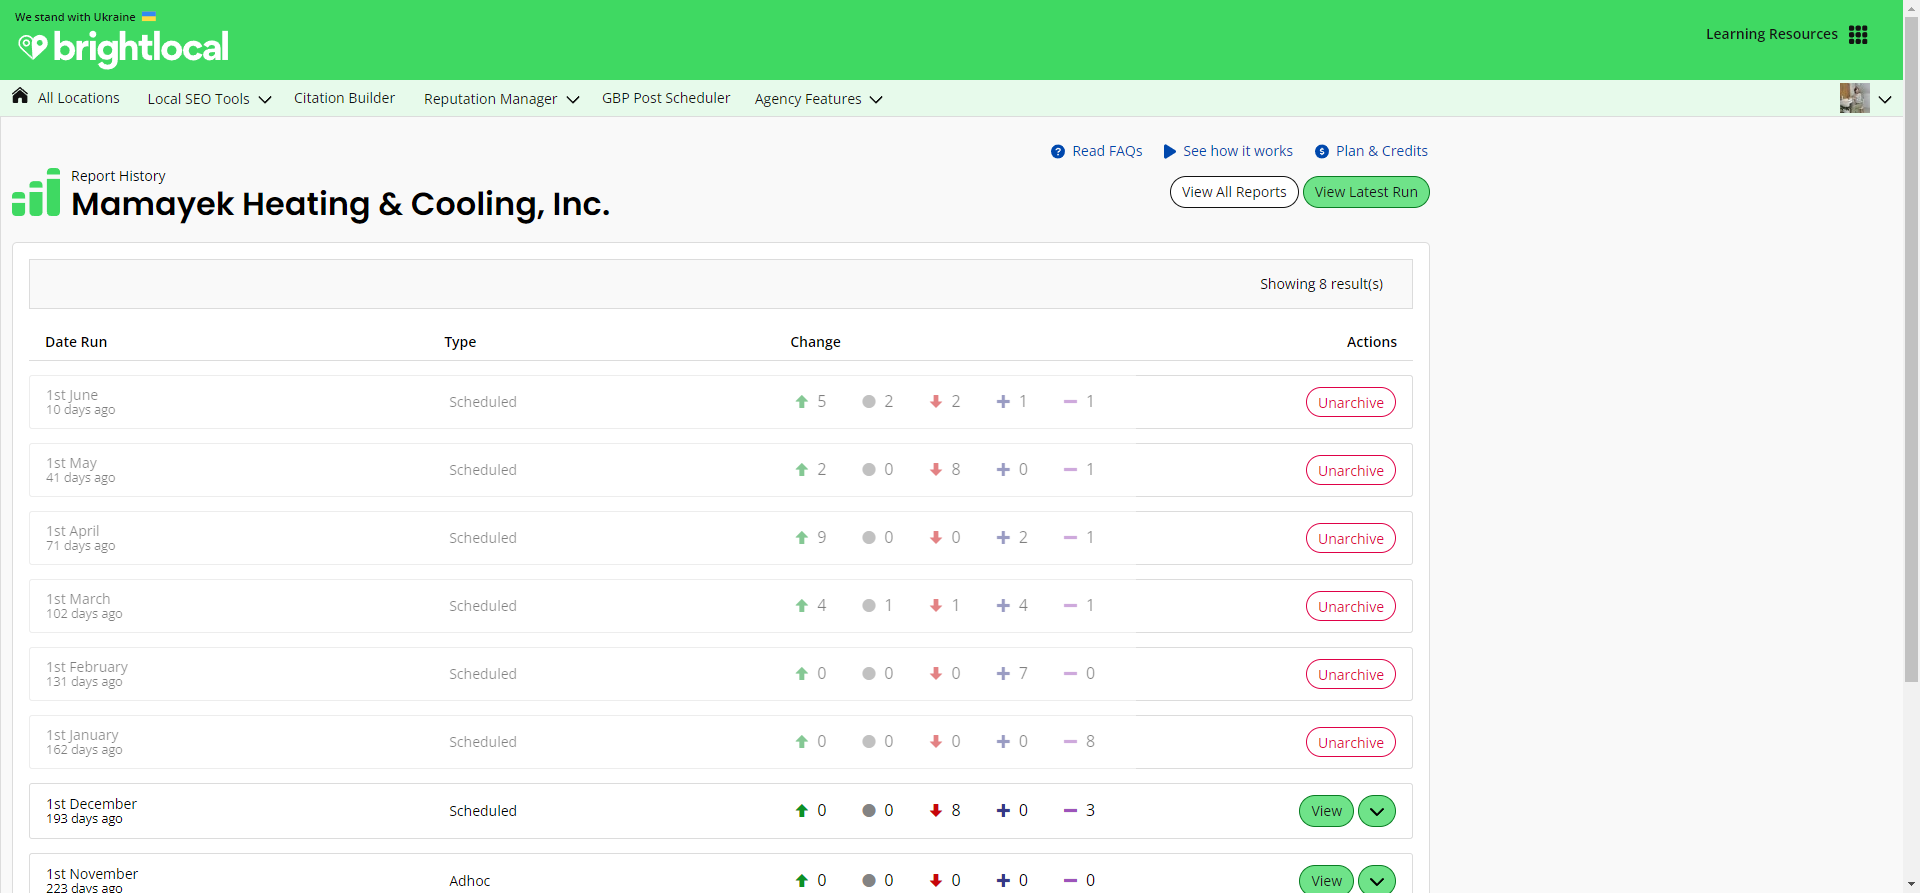 We stand with Ukraine
brightlocal
Learning Resources
All Locations Local SEO Tools Citation Builder Reputation Manager GBP Post Scheduler Agency Features
Read FAQs See how it works Plan & Credits
Report History
Mamayek Heating & Cooling, Inc.
View All Reports View Latest Run
Showing 8 result(s)
Date Run Type Change Actions
1st June
10 days ago
Scheduled 5 2 2 1 1 Unarchive
1st May
41 days ago
Scheduled 2 0 8 0 1 Unarchive
1st April
71 days ago
Scheduled 9 0 0 2 1 Unarchive
1st March
102 days ago
Scheduled 4 1 1 4 1 Unarchive
1st February
131 days ago
Scheduled 0 0 0 7 0 Unarchive
1st January
162 days ago
Scheduled 0 0 0 0 8 Unarchive
1st December
193 days ago
Scheduled 0 0 8 0 3 View
1st November
223 days ago
Adhoc 0 0 0 0 0 View